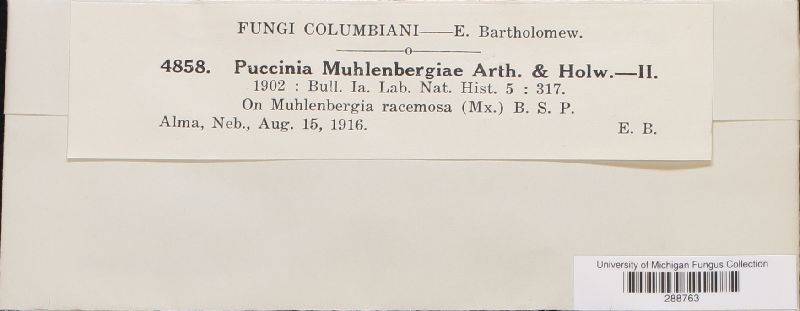 FUNGI COLUMBIANI——E. Bartholomew.
o
4858. Puccinia Muhlenbergiae Arth. & Holw.—II.
1902 : Bull. Ia. Lab. Nat. Hist. 5 : 317.
On Muhlenbergia racemosa (Mx.) B. S. P.
Alma, Neb., Aug. 15, 1916. E. B.
University of Michigan Fungus Collection
288763